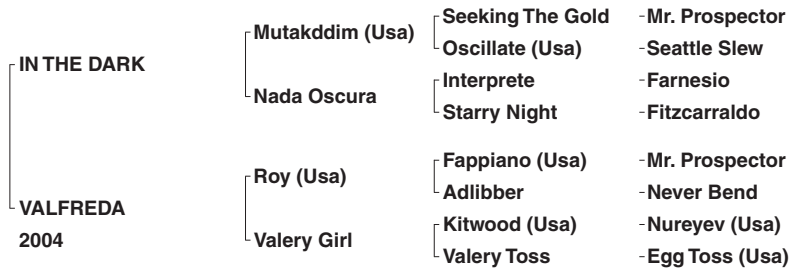 Seeking The Gold -Mr. Prospector
Mutakddim (Usa)
Oscillate (Usa) -Seattle Slew
IN THE DARK
Interprete -Farnesio
Nada Oscura
Starry Night -Fitzcarraldo
Fappiano (Usa) -Mr. Prospector
Roy (Usa)
Adlibber -Never Bend
VALFREDA
Kitwood (Usa) -Nureyev (Usa)
2004 Valery Girl
Valery Toss -Egg Toss (Usa)